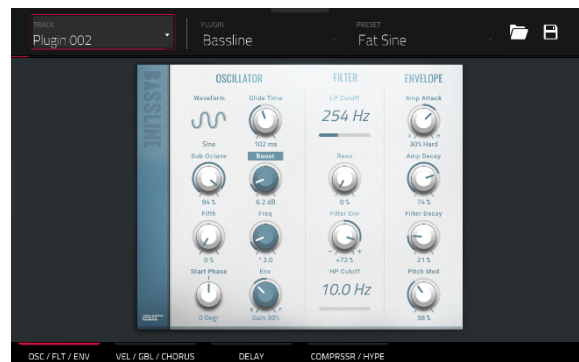 TRACK
Plugin 002
PLUGIN
Bassline
PRESET
Fat Sine
BASSLINE
OSCILLATOR
FILTER
ENVELOPE
Waveform
Glide Time
LP Cutoff
Amp Attack
254 Hz
Sine
102 ms
30% Hard
Sub-Octave
Boost
Reso
Amp Decay
94 %
6.2 dB
0 %
74 %
Fifth
Freq
Filter Env
Filter Decay
0 %
* 2.0
+72 %
21 %
Start Phase
Env
HP Cutoff
Pitch Mod
10.0 Hz
0 Degr
Gain 30%
38 %
air
OSC / FLT / ENV
VEL / GBL / CHORUS
DELAY
COMPRSSR / HYPE